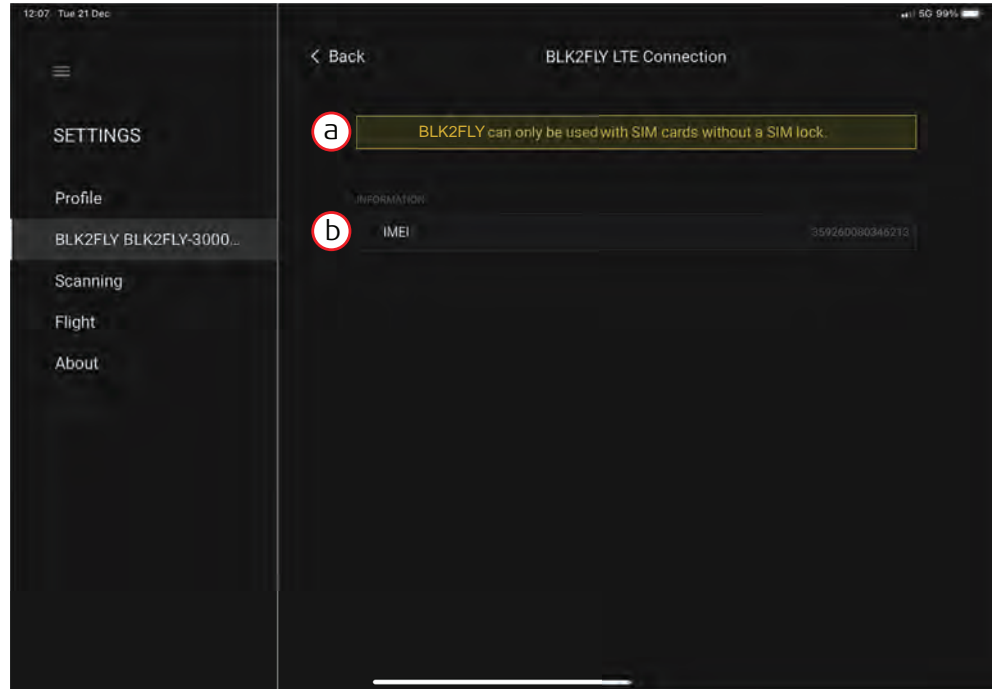 12:07 Tue 21 Dec
5G 99%
Back
BLK2FLY LTE Connection
SETTINGS
a
BLK2FLY can only be used with SIM cards without a SIM lock.
Profile
INFORMATION
BLK2FLY BLK2FLY-3000...
b
IMEI
359260080346213
Scanning
Flight
About